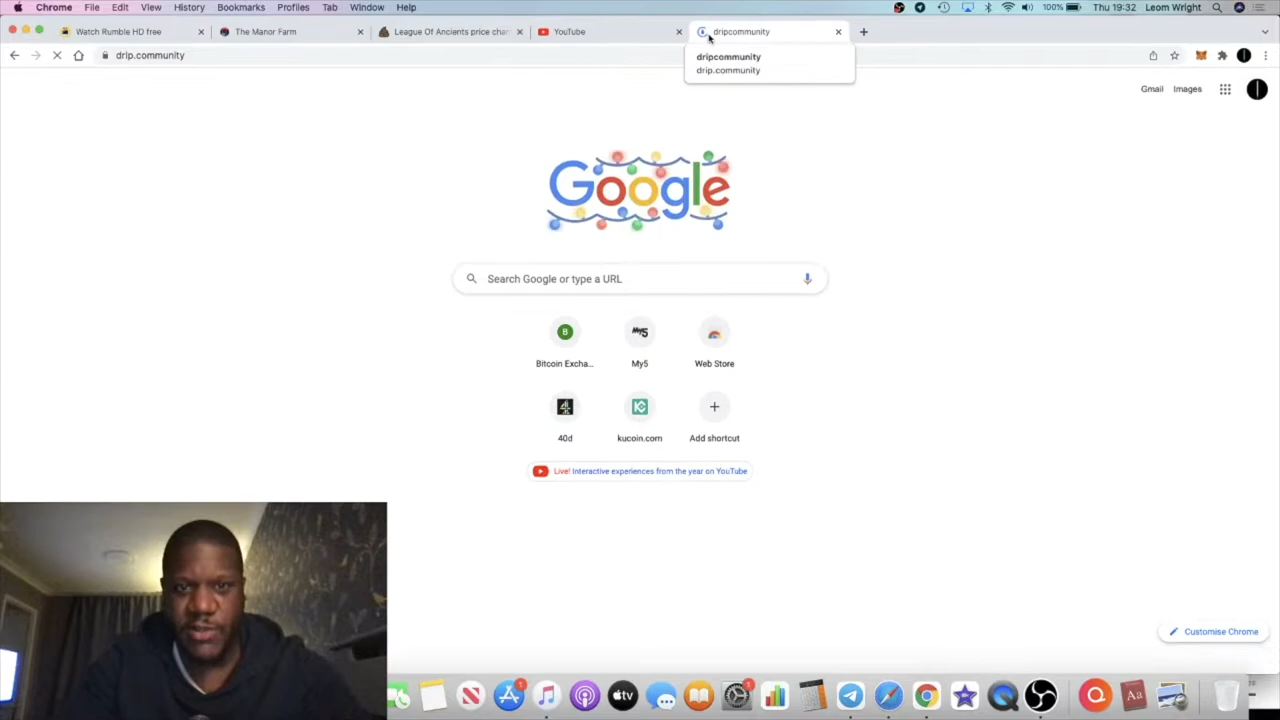 Chrome File Edit View History Bookmarks Profiles Tab Window Help 100% Thu 19:32 Leom Wright
Watch Rumble HD free The Manor Farm League Of Ancients price char YouTube dripcommunity
drip.community
dripcommunity
drip.community
Gmail Images
Google
Search Google or type a URL
Bitcoin Excha... My5 Web Store
40d kucoin.com Add shortcut
Live! Interactive experiences from the year on YouTube
Customise Chrome